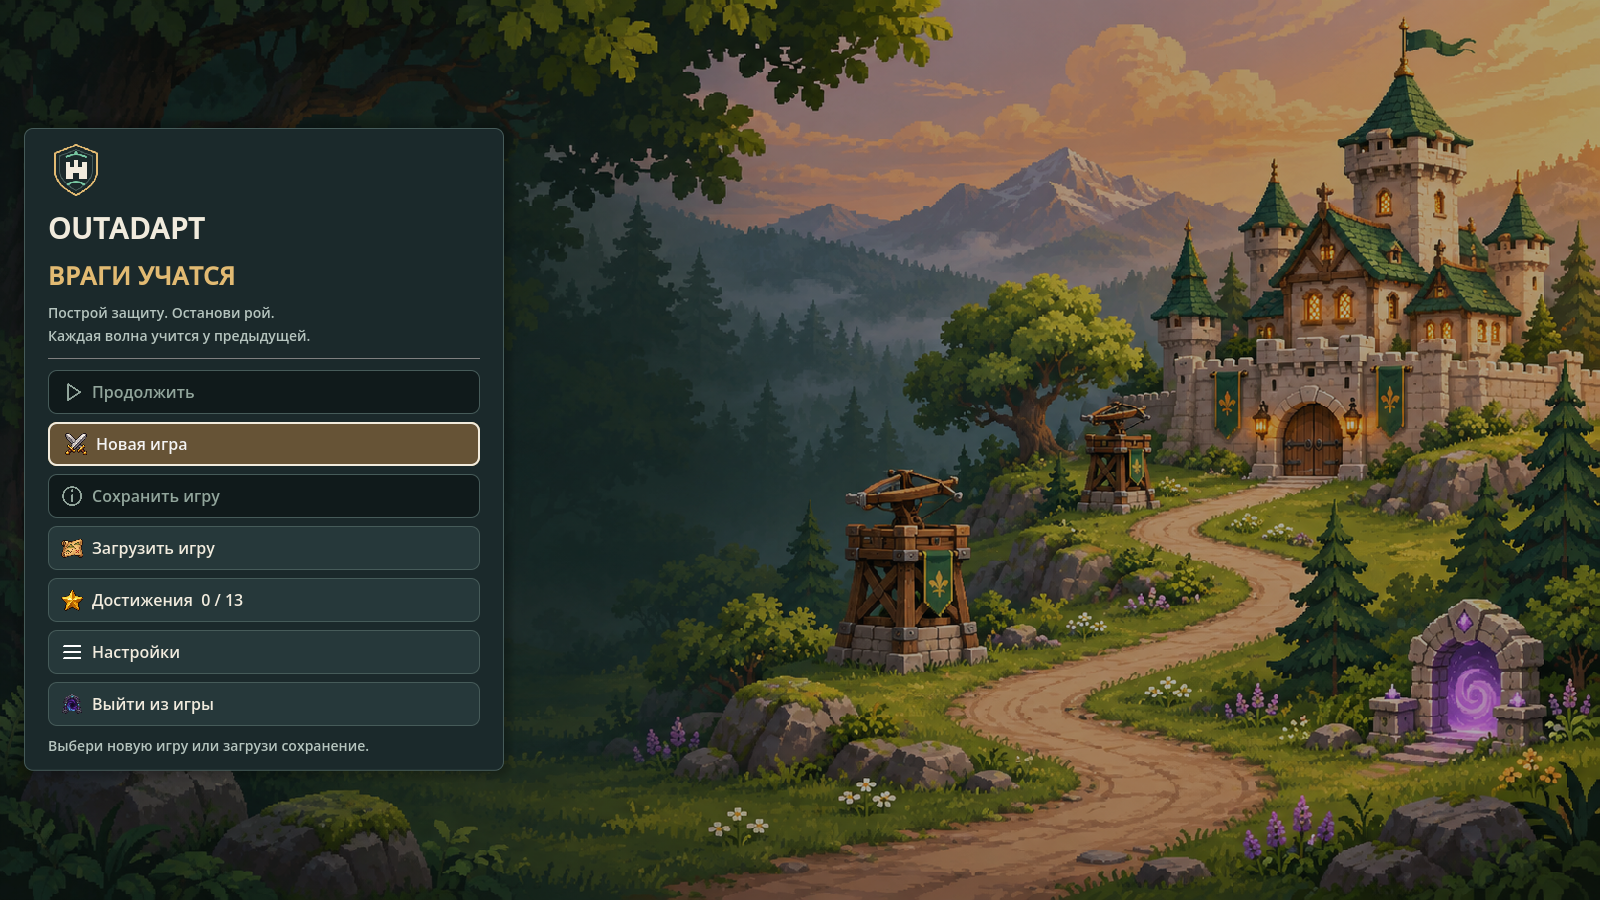 OUTADAPT
ВРАГИ УЧАТСЯ
Построй защиту. Останови рой.
Каждая волна учится у предыдущей.
Продолжить
Новая игра
Сохранить игру
Загрузить игру
Достижения 0 / 13
Настройки
Выйти из игры
Выбери новую игру или загрузи сохранение.